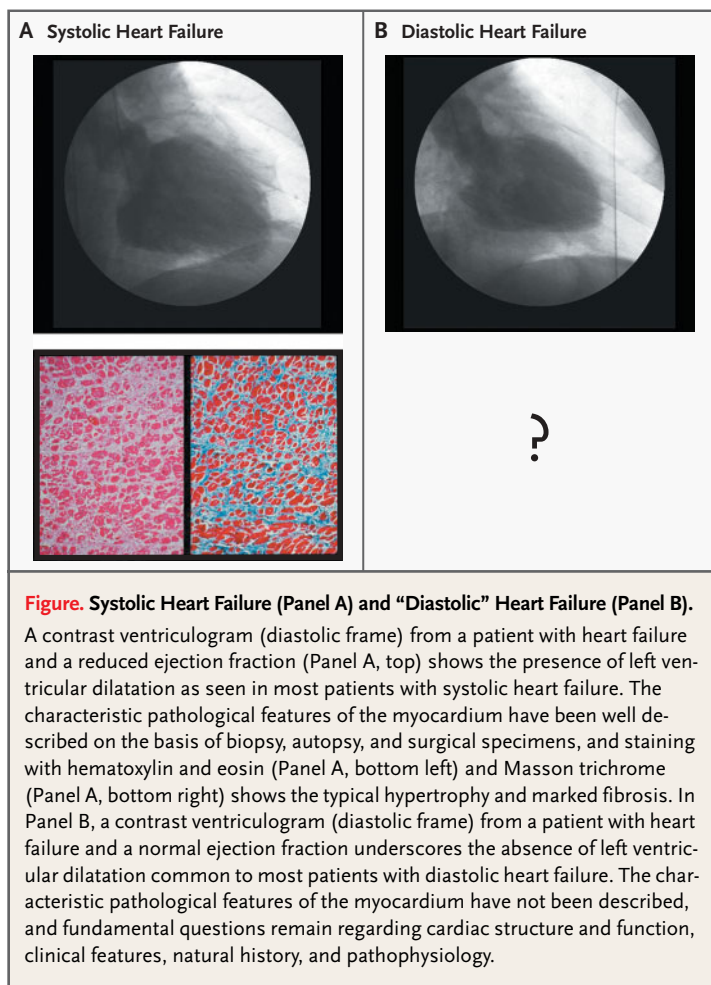 A Systolic Heart Failure
B Diastolic Heart Failure
?
Figure. Systolic Heart Failure (Panel A) and “Diastolic” Heart Failure (Panel B).
A contrast ventriculogram (diastolic frame) from a patient with heart failure
and a reduced ejection fraction (Panel A, top) shows the presence of left ven-
tricular dilatation as seen in most patients with systolic heart failure. The
characteristic pathological features of the myocardium have been well de-
scribed on the basis of biopsy, autopsy, and surgical specimens, and staining
with hematoxylin and eosin (Panel A, bottom left) and Masson trichrome
(Panel A, bottom right) shows the typical hypertrophy and marked fibrosis. In
Panel B, a contrast ventriculogram (diastolic frame) from a patient with heart
failure and a normal ejection fraction underscores the absence of left ventric-
ular dilatation common to most patients with diastolic heart failure. The char-
acteristic pathological features of the myocardium have not been described,
and fundamental questions remain regarding cardiac structure and function,
clinical features, natural history, and pathophysiology.